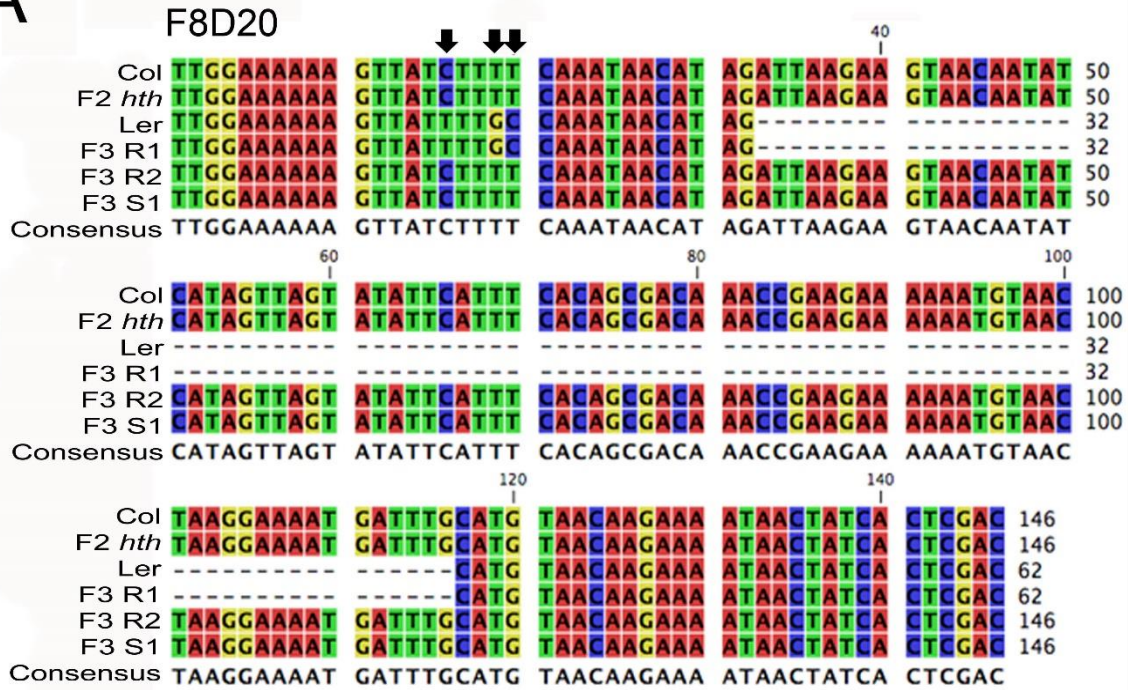 A
F8D20
40
Col TTGGAAAAAA GTTATCTTTT CAAATAACAT AGATTAAGAA GTAACAATAT 50
F2 hth TTGGAAAAAA GTTATCTTTT CAAATAACAT AGATTAAGAA GTAACAATAT 50
Ler TTGGAAAAAA GTTATTTTGC CAAATAACAT AG-------- ---------- 32
F3 R1 TTGGAAAAAA GTTATTTTGC CAAATAACAT AG-------- ---------- 32
F3 R2 TTGGAAAAAA GTTATCTTTT CAAATAACAT AGATTAAGAA GTAACAATAT 50
F3 S1 TTGGAAAAAA GTTATCTTTT CAAATAACAT AGATTAAGAA GTAACAATAT 50
Consensus TTGGAAAAAA GTTATCTTTT CAAATAACAT AGATTAAGAA GTAACAATAT
60 80 100
Col CATAGTTAGT ATATTCATTT CACAGCGACA AACCGAAGAA AAAATGTAAC 100
F2 hth CATAGTTAGT ATATTCATTT CACAGCGACA AACCGAAGAA AAAATGTAAC 100
Ler ---------- ---------- ---------- ---------- ---------- 32
F3 R1 ---------- ---------- ---------- ---------- ---------- 32
F3 R2 CATAGTTAGT ATATTCATTT CACAGCGACA AACCGAAGAA AAAATGTAAC 100
F3 S1 CATAGTTAGT ATATTCATTT CACAGCGACA AACCGAAGAA AAAATGTAAC 100
Consensus CATAGTTAGT ATATTCATTT CACAGCGACA AACCGAAGAA AAAATGTAAC
120 140
Col TAAGGAAAAT GATTTGCATG TAACAAGAAA ATAACTATCA CTCGAC 146
F2 hth TAAGGAAAAT GATTTGCATG TAACAAGAAA ATAACTATCA CTCGAC 146
Ler ---------- ------CATG TAACAAGAAA ATAACTATCA CTCGAC 62
F3 R1 ---------- ------CATG TAACAAGAAA ATAACTATCA CTCGAC 62
F3 R2 TAAGGAAAAT GATTTGCATG TAACAAGAAA ATAACTATCA CTCGAC 146
F3 S1 TAAGGAAAAT GATTTGCATG TAACAAGAAA ATAACTATCA CTCGAC 146
Consensus TAAGGAAAAT GATTTGCATG TAACAAGAAA ATAACTATCA CTCGAC